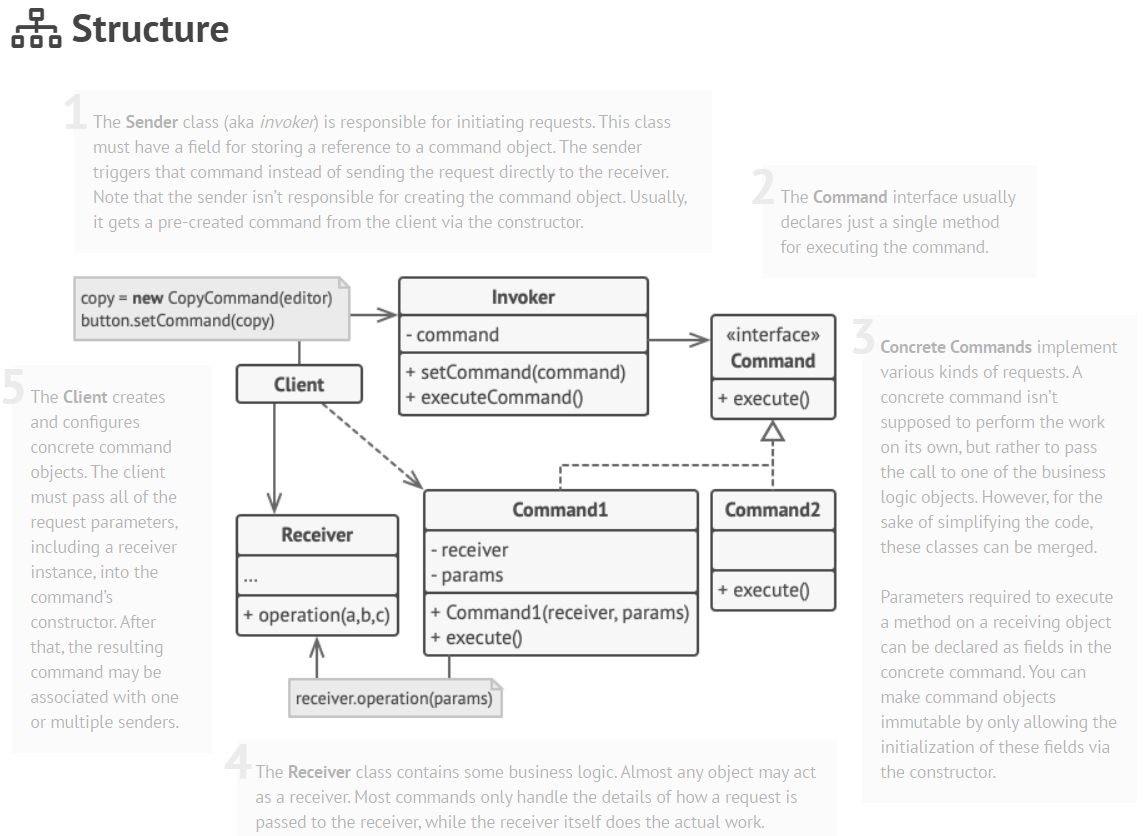 Structure
1
The Sender class (aka invoker) is responsible for initiating requests. This class
must have a field for storing a reference to a command object. The sender
triggers that command instead of sending the request directly to the receiver.
Note that the sender isn’t responsible for creating the command object. Usually,
it gets a pre-created command from the client via the constructor.
2
The Command interface usually
declares just a single method
for executing the command.
copy = new CopyCommand(editor)
button.setCommand(copy)
Invoker
- command
+ setCommand(command)
+ executeCommand()
«interface»
Command
+ execute()
3
Concrete Commands implement
various kinds of requests. A
concrete command isn’t
supposed to perform the work
on its own, but rather to pass
the call to one of the business
logic objects. However, for the
sake of simplifying the code,
these classes can be merged.
Parameters required to execute
a method on a receiving object
can be declared as fields in the
concrete command. You can
make command objects
immutable by only allowing the
initialization of these fields via
the constructor.
Client
5
The Client creates
and configures
concrete command
objects. The client
must pass all of the
request parameters,
including a receiver
instance, into the
command’s
constructor. After
that, the resulting
command may be
associated with one
or multiple senders.
Receiver
...
+ operation(a,b,c)
Command1
- receiver
- params
+ Command1(receiver, params)
+ execute()
Command2
+ execute()
receiver.operation(params)
4
The Receiver class contains some business logic. Almost any object may act
as a receiver. Most commands only handle the details of how a request is
passed to the receiver, while the receiver itself does the actual work.